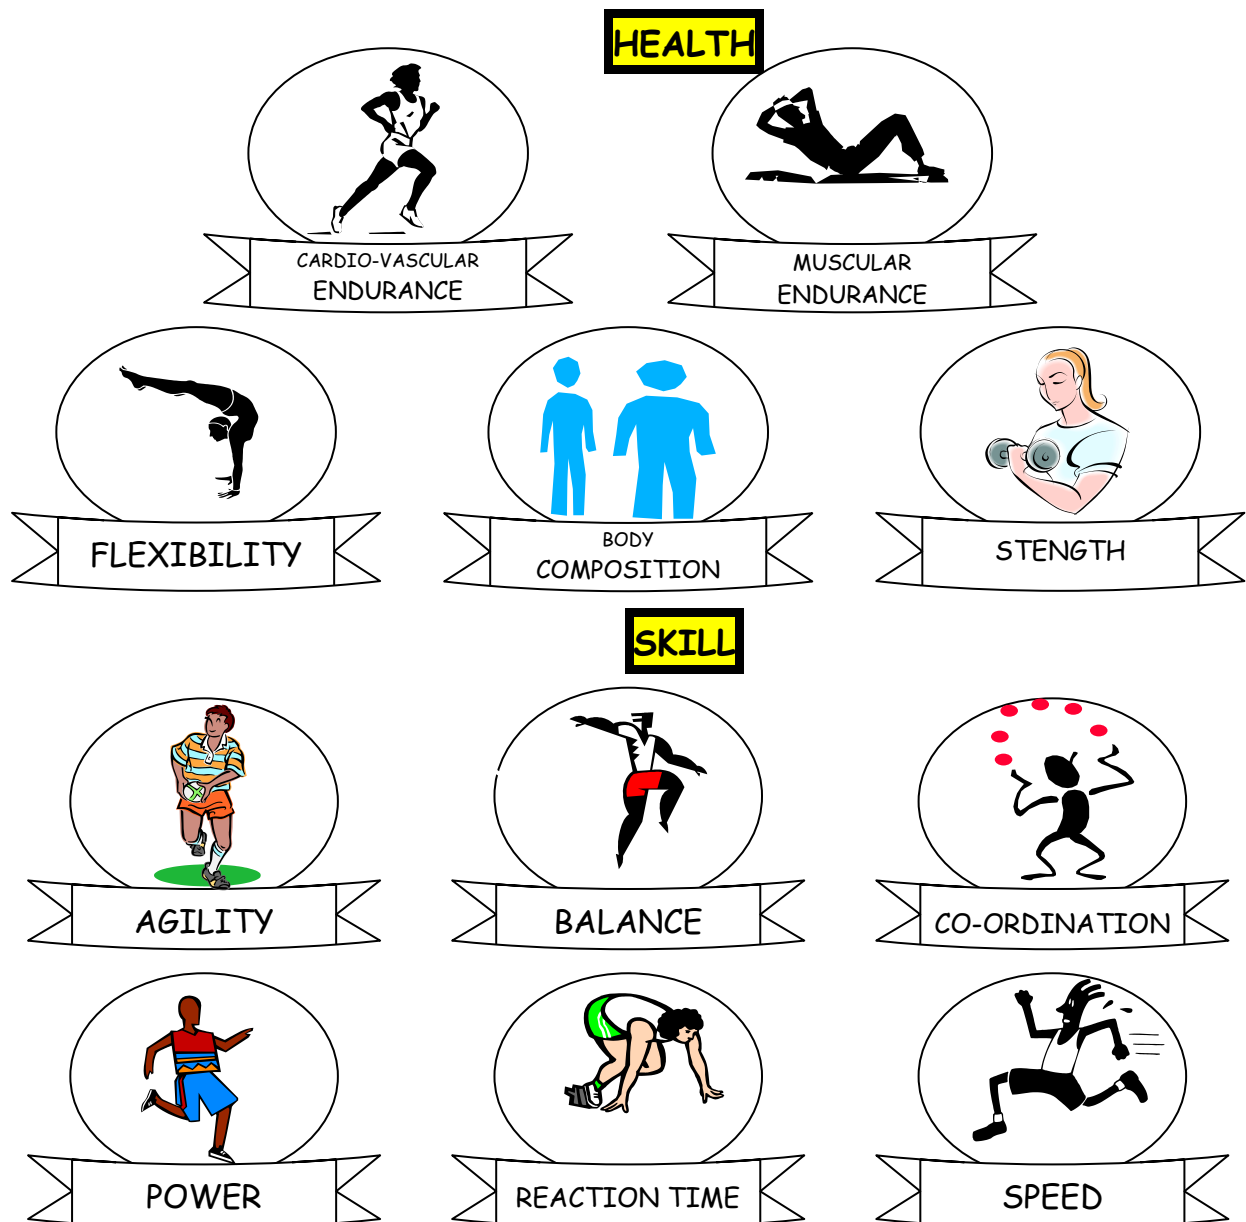 HEALTH
CARDIO-VASCULAR
ENDURANCE
MUSCULAR
ENDURANCE
FLEXIBILITY
BODY
COMPOSITION
STENGTH
SKILL
AGILITY
BALANCE
CO-ORDINATION
POWER
REACTION TIME
SPEED